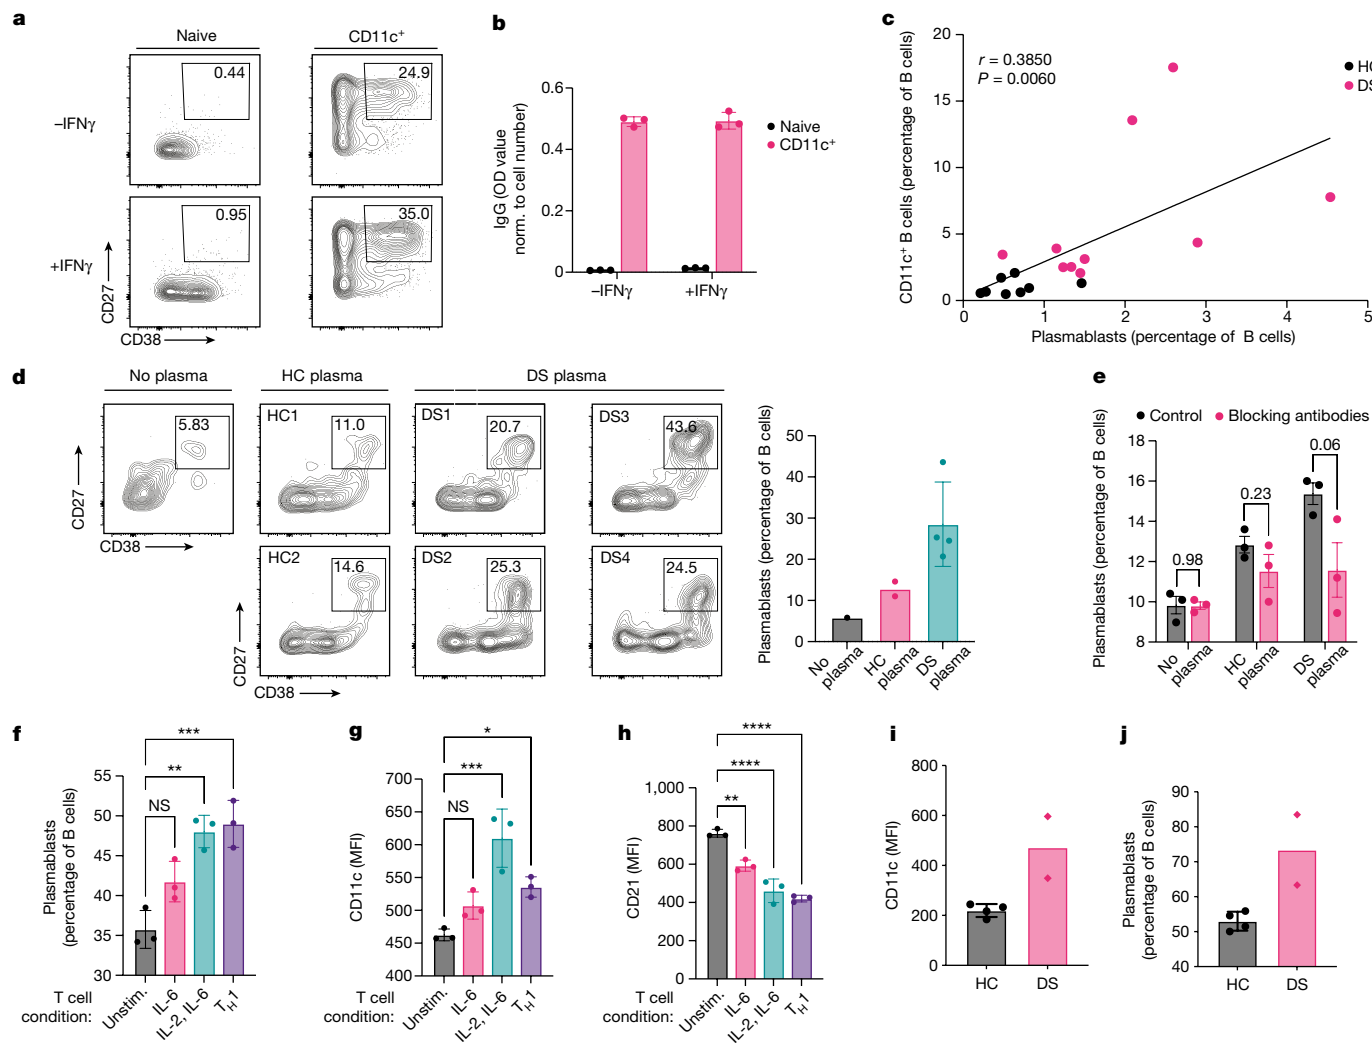 a
Naive
CD11c+
–IFNγ
0.44
24.9
+IFNγ
0.95
35.0
CD27
CD38
b
IgG (OD value
norm. to cell number)
0.6
0.4
0.2
0
–IFNγ
+IFNγ
Naive
CD11c+
c
CD11c+ B cells (percentage of B cells)
20
15
10
5
0
r = 0.3850
P = 0.0060
HC
DS
0
1
2
3
4
5
Plasmablasts (percentage of B cells)
d
No plasma
HC plasma
DS plasma
5.83
HC1
11.0
DS1
20.7
DS3
43.6
CD27
CD38
HC2
14.6
DS2
25.3
DS4
24.5
CD27
CD38
Plasmablasts (percentage of B cells)
50
40
30
20
10
0
No
plasma
HC
plasma
DS
plasma
e
Control
Blocking antibodies
Plasmablasts (percentage of B cells)
18
16
14
12
10
8
0.98
0.23
0.06
No
plasma
HC
plasma
DS
plasma
f
Plasmablasts
(percentage of B cells)
55
50
45
40
35
30
***
**
NS
T cell
condition:
Unstim.
IL-6
IL-2, IL-6
TH1
g
CD11c (MFI)
700
650
600
550
500
450
400
*
***
NS
T cell
condition:
Unstim.
IL-6
IL-2, IL-6
TH1
h
CD21 (MFI)
1,000
800
600
400
200
0
****
****
**
T cell
condition:
Unstim.
IL-6
IL-2, IL-6
TH1
i
CD11c (MFI)
800
600
400
200
0
HC
DS
j
Plasmablasts
(percentage of B cells)
90
80
70
60
50
40
HC
DS